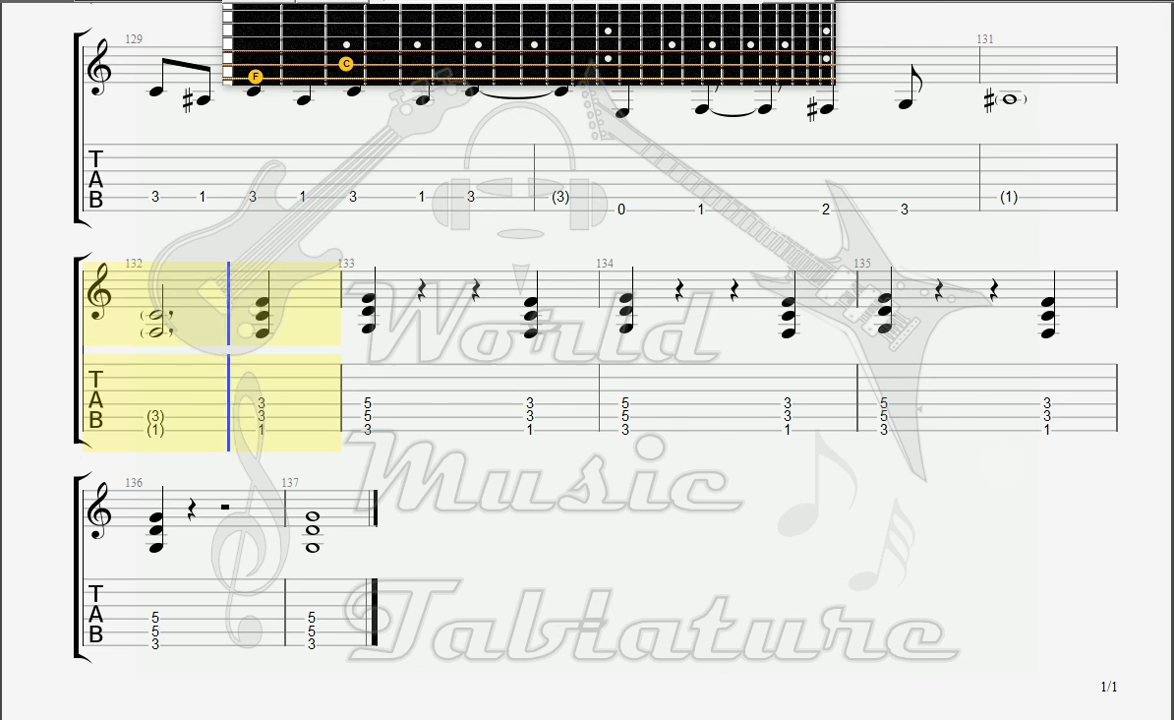 129 131
F C
T A B
3 1 3 1 3 1 3 (3) 0 1 2 3 (1)
132 133 134 135
World
T A B
3 5 3 5 3 5 3
(3) 3 5 3 5 3 5 3
(1) 1 3 1 3 1 3 1
Music
136 137
T A B
5 5
5 5
3 3
Tablature
1/1